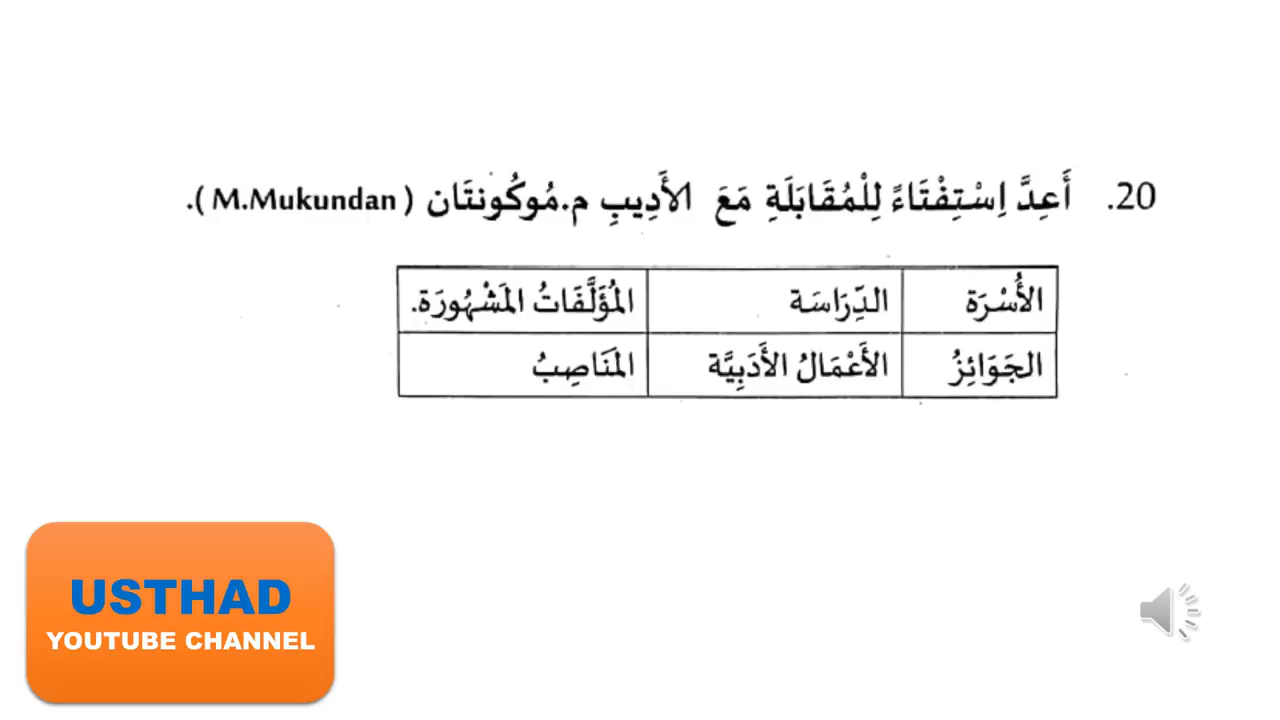 20. أَعِدَّ اِسْتِفْتَاءً لِلْمُقَابَلَةِ مَعَ الأَدِيبِ م.مُوكُونتَان ( M.Mukundan ).
الأُسْرَة الدِّرَاسَة المُؤَلَّفَاتُ المَشْهُورَة.
الجَوَائِزُ الأَعْمَالُ الأَدَبِيَّة المَنَاصِبُ
USTHAD
YOUTUBE CHANNEL